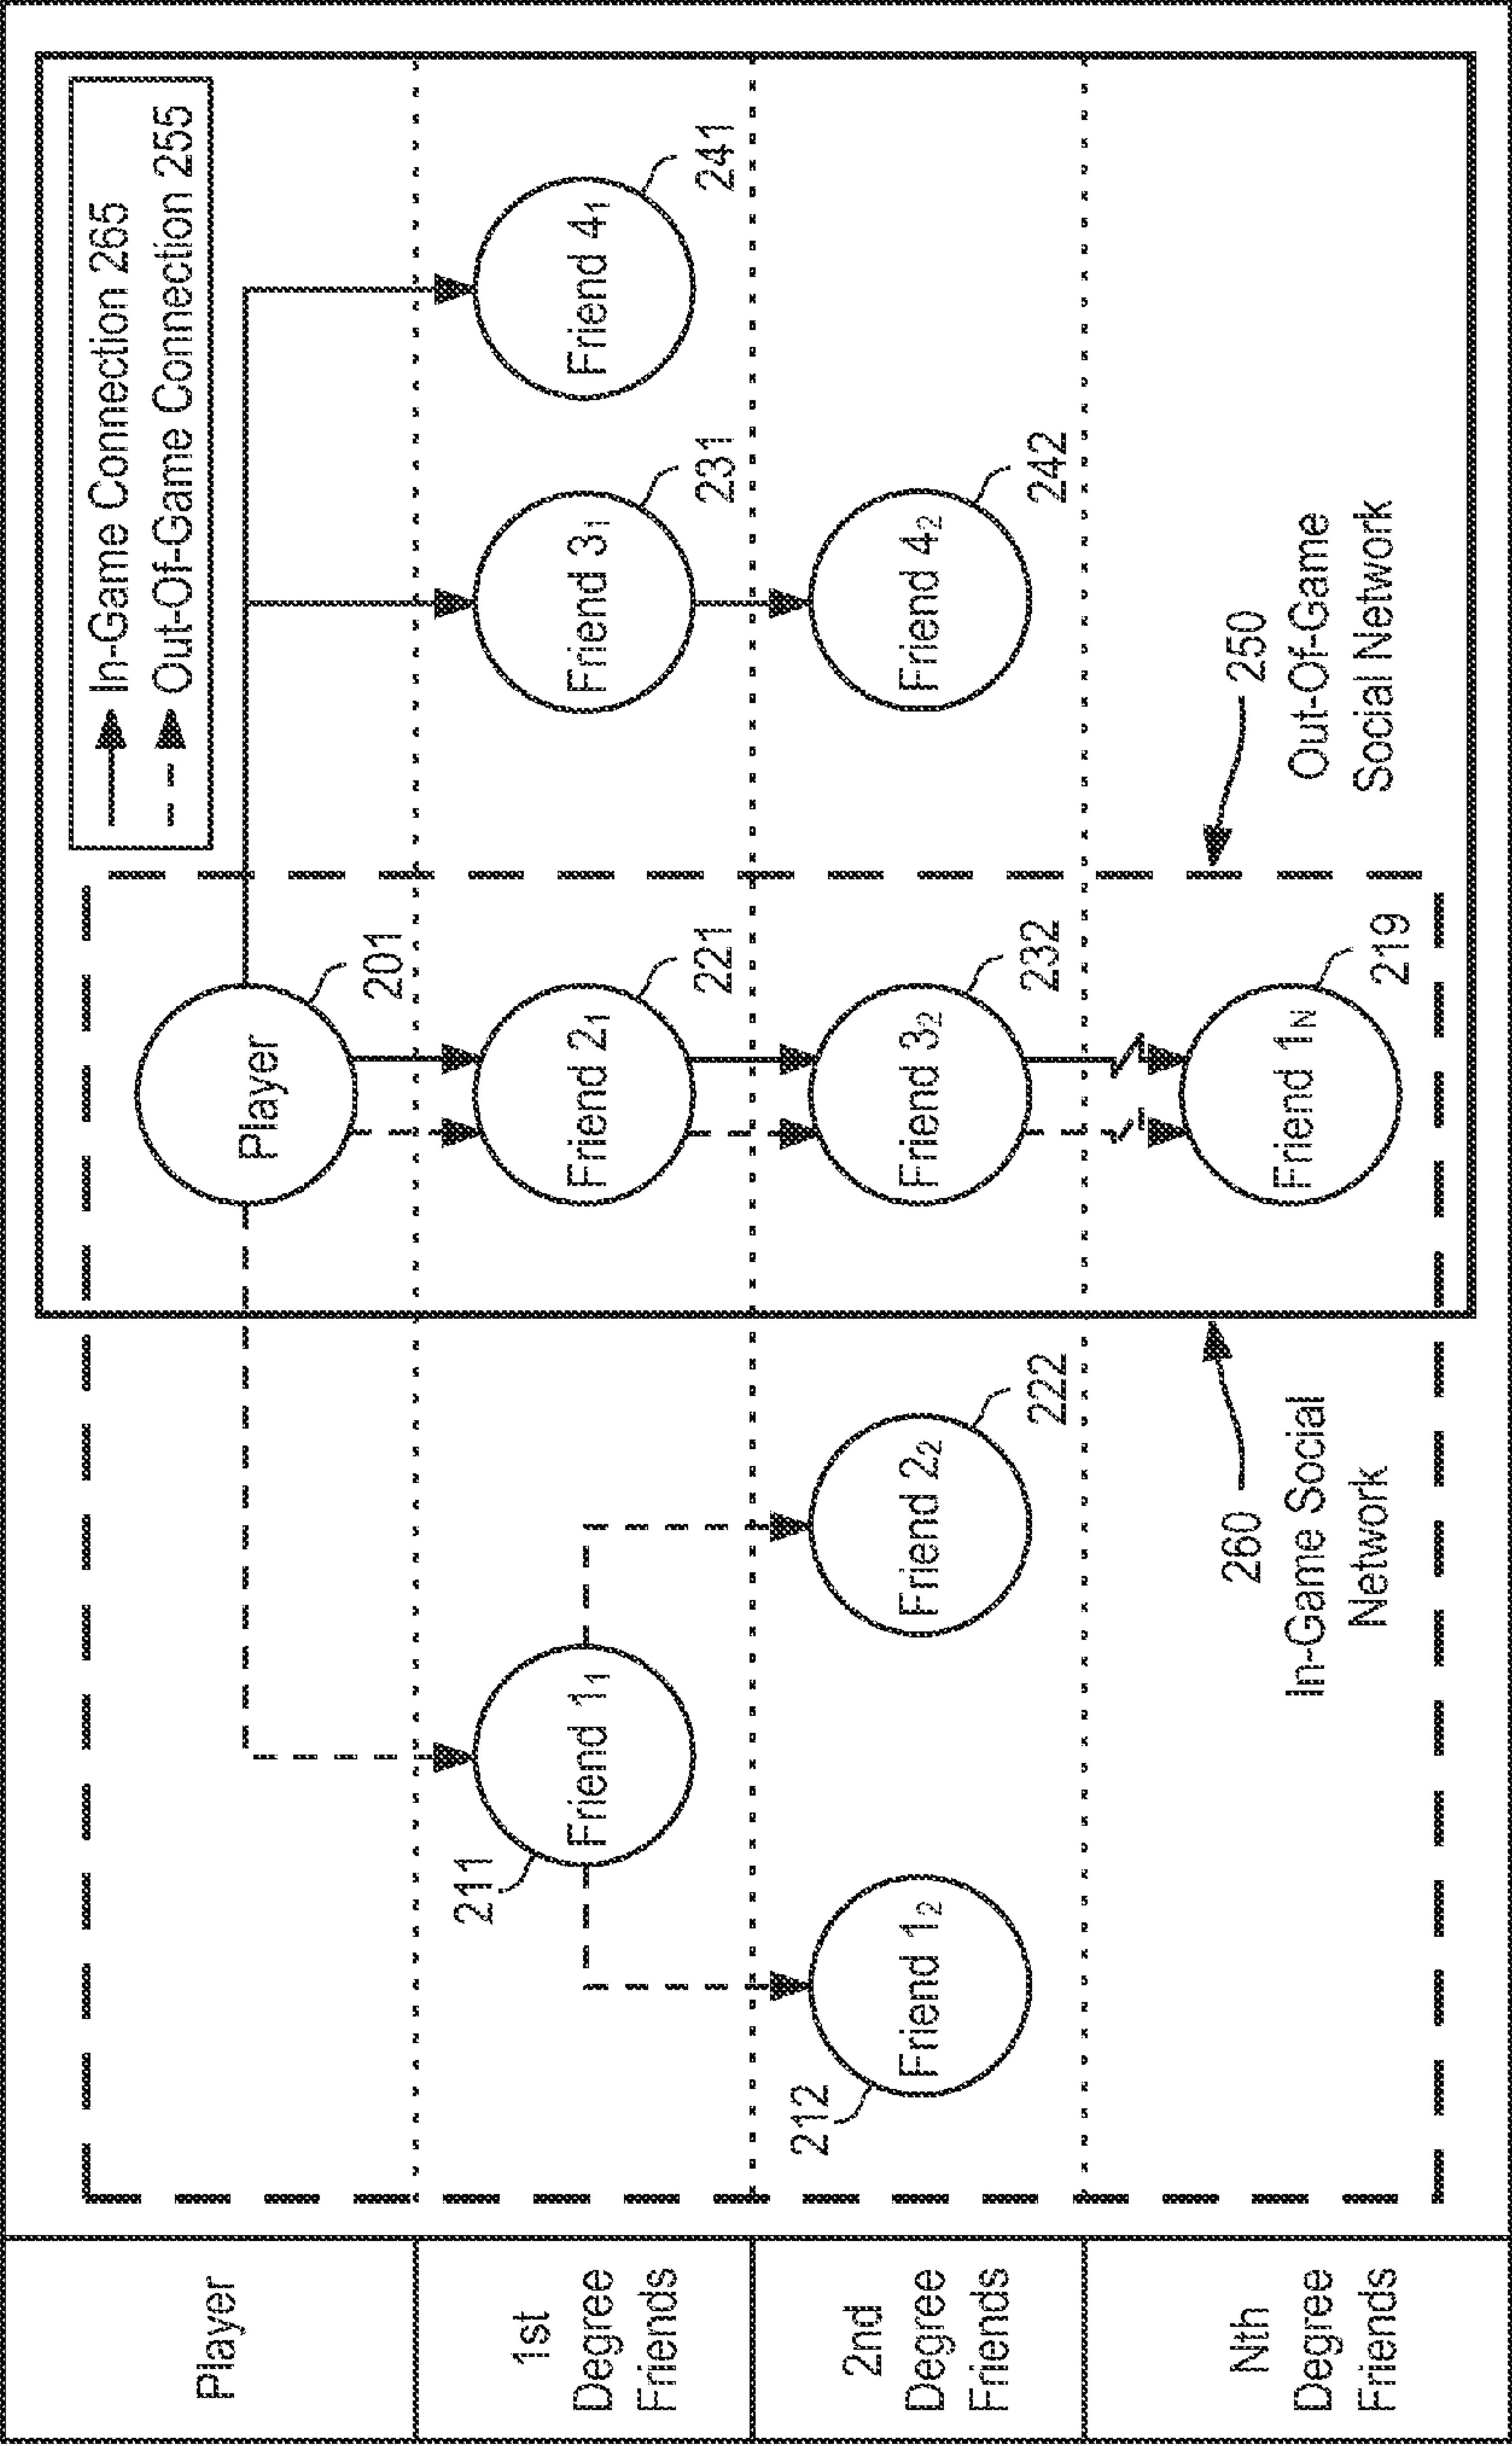 Player
1st
Degree
Friends
2nd
Degree
Friends
Nth
Degree
Friends
In-Game Connection 265
Out-Of-Game Connection 255
Player
201
211
Friend 1₁
Friend 2₁
221
Friend 3₁
231
Friend 4₁
241
212
Friend 1₂
Friend 2₂
222
Friend 3₂
232
Friend 4₂
242
260
In-Game Social
Network
Friend 1N
219
250
Out-Of-Game
Social Network